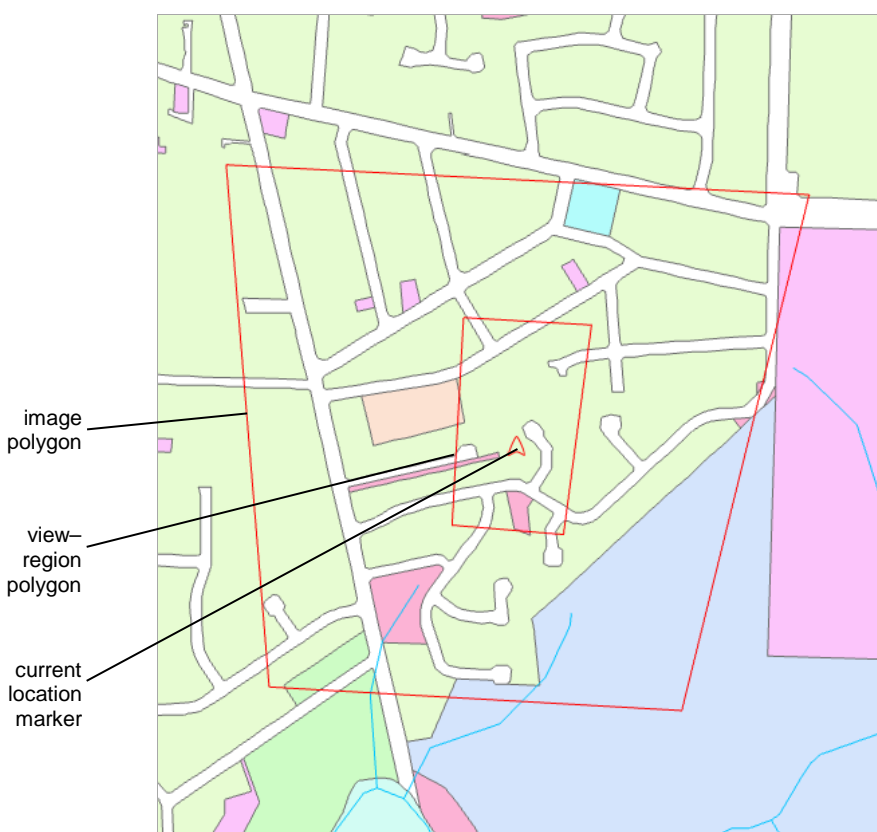 image
polygon
view–
region
polygon
current
location
marker